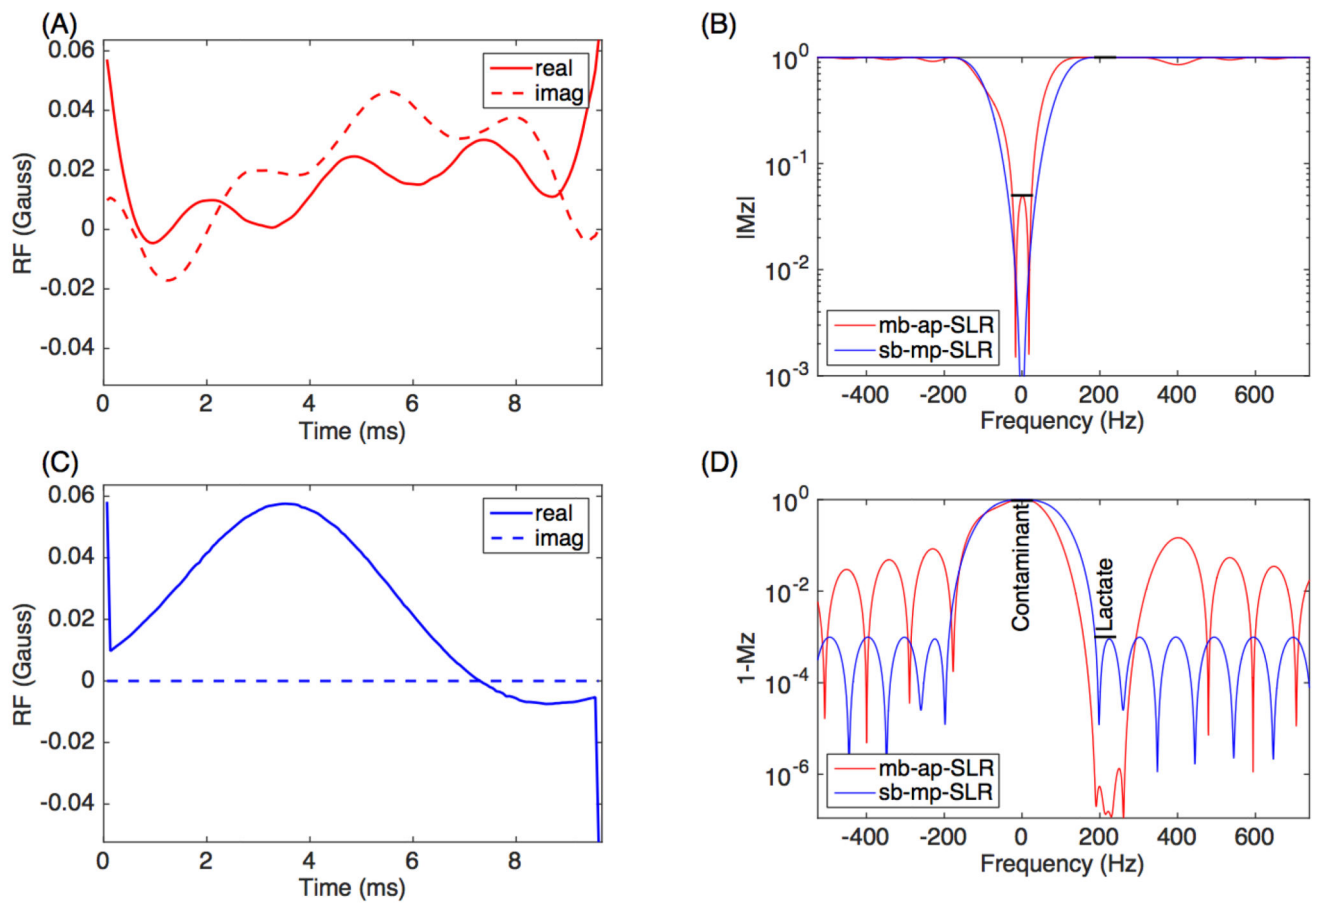 (A)
0.06
0.04
0.02
0
-0.02
-0.04
RF (Gauss)
real
imag
0 2 4 6 8
Time (ms)
(B)
10^0
10^-1
10^-2
10^-3
|Mz|
mb-ap-SLR
sb-mp-SLR
-400 -200 0 200 400 600
Frequency (Hz)
(C)
0.06
0.04
0.02
0
-0.02
-0.04
RF (Gauss)
real
imag
0 2 4 6 8
Time (ms)
(D)
10^0
10^-2
10^-4
10^-6
1-Mz
Contaminant
Lactate
mb-ap-SLR
sb-mp-SLR
-400 -200 0 200 400 600
Frequency (Hz)